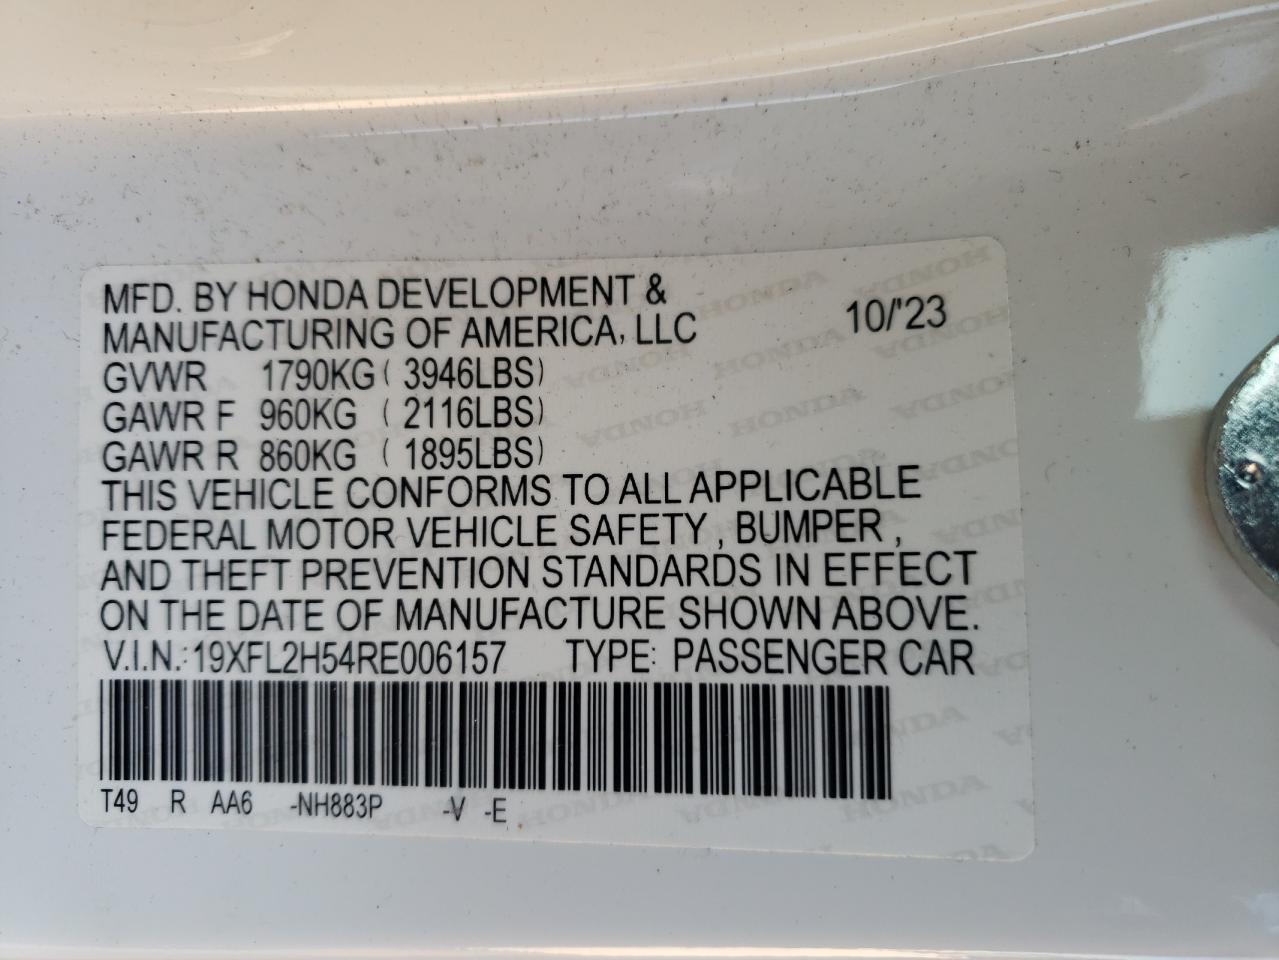 MFD. BY HONDA DEVELOPMENT &
MANUFACTURING OF AMERICA, LLC
10/'23
GVWR 1790KG ( 3946LBS)
GAWR F 960KG ( 2116LBS)
GAWR R 860KG ( 1895LBS)
THIS VEHICLE CONFORMS TO ALL APPLICABLE
FEDERAL MOTOR VEHICLE SAFETY , BUMPER ,
AND THEFT PREVENTION STANDARDS IN EFFECT
ON THE DATE OF MANUFACTURE SHOWN ABOVE.
V.I.N.: 19XFL2H54RE006157 TYPE: PASSENGER CAR
T49 R AA6 -NH883P -V -E